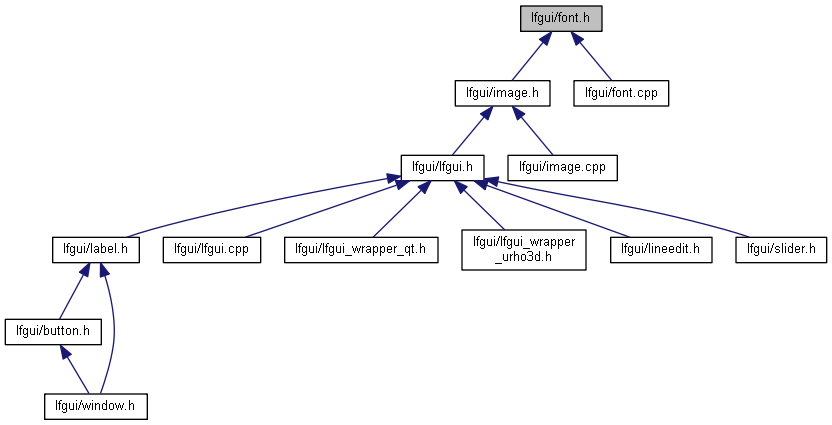 lfgui/font.h
lfgui/image.h
lfgui/font.cpp
lfgui/lfgui.h
lfgui/image.cpp
lfgui/label.h
lfgui/lfgui.cpp
lfgui/lfgui_wrapper_qt.h
lfgui/lfgui_wrapper
_urho3d.h
lfgui/lineedit.h
lfgui/slider.h
lfgui/button.h
lfgui/window.h